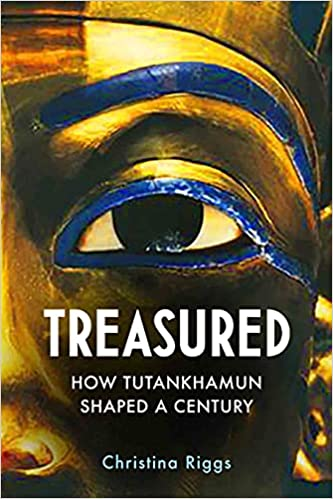 TREASURED
HOW TUTANKHAMUN
SHAPED A CENTURY
Christina Riggs